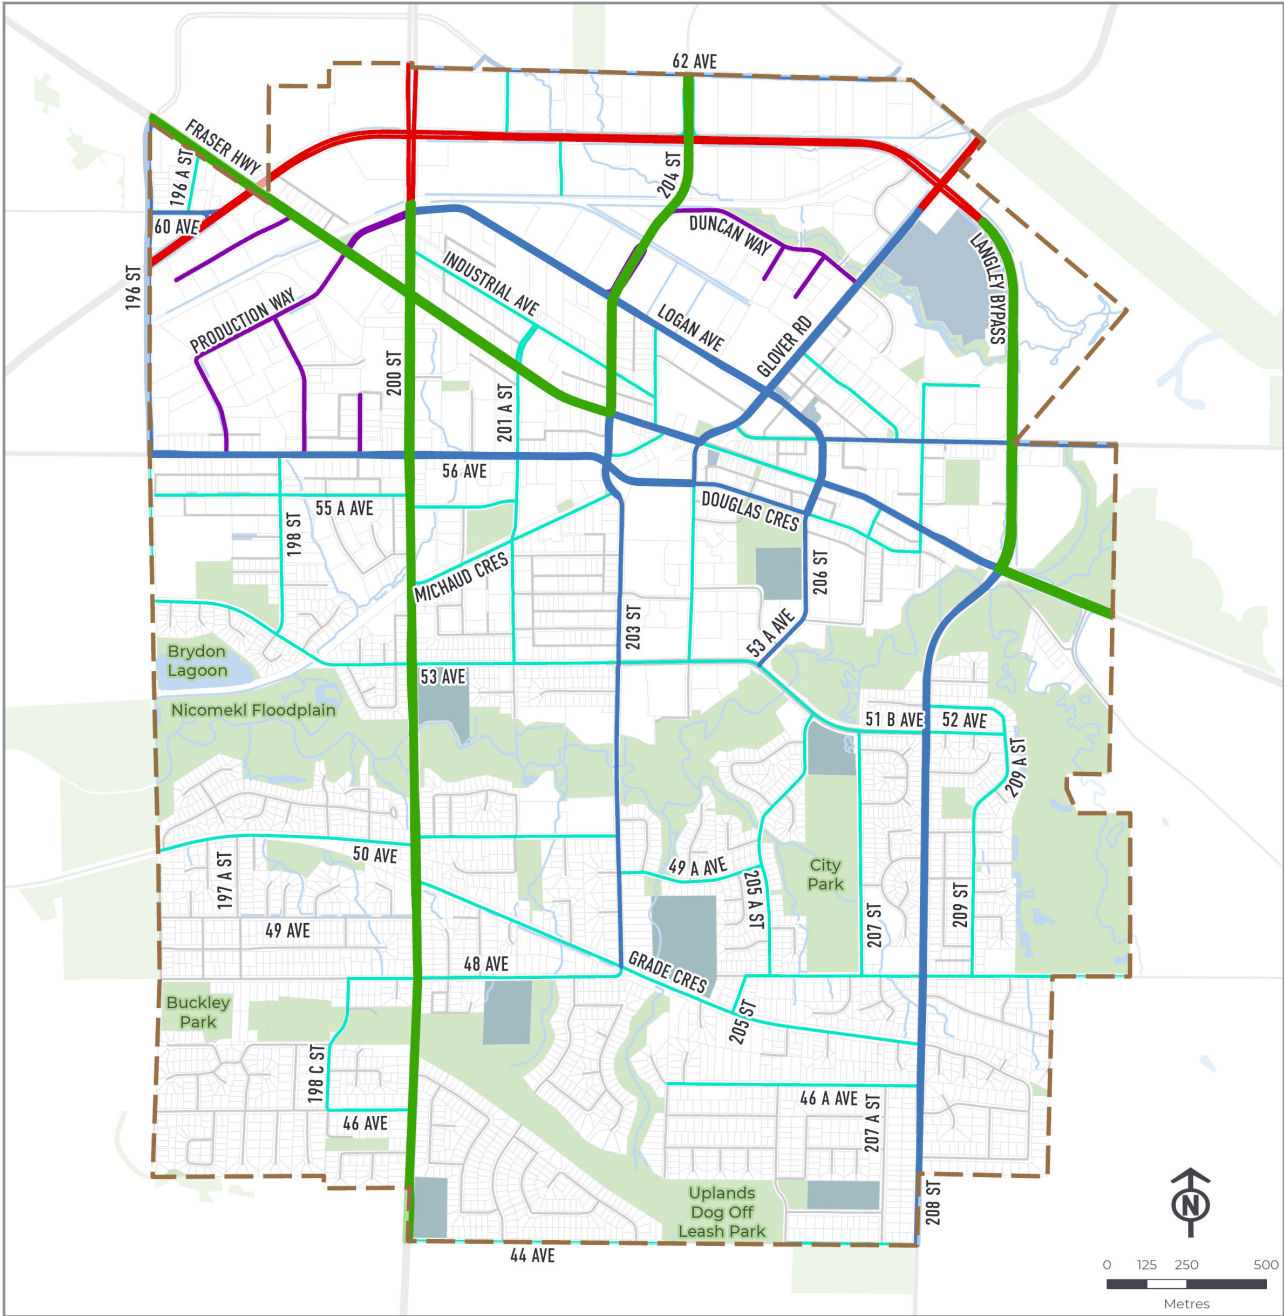 62 AVE
FRASER HWY
196 A ST
204 ST
60 AVE
DUNCAN WAY
LANGLEY BYPASS
196 ST
INDUSTRIAL AVE
PRODUCTION WAY
LOGAN AVE
GLOVER RD
200 ST
201 A ST
56 AVE
55 A AVE
DOUGLAS CRES
198 ST
MICHAUD CRES
206 ST
203 ST
53 A AVE
Brydon
Lagoon
53 AVE
Nicomekl Floodplain
51 B AVE
52 AVE
209 A ST
50 AVE
197 A ST
49 A AVE
205 A ST
City
Park
207 ST
209 ST
49 AVE
48 AVE
GRADE CRES
Buckley
Park
205 ST
198 C ST
46 AVE
46 A AVE
207 A ST
Uplands
Dog Off
Leash Park
208 ST
N
44 AVE
0 125 250 500
Metres